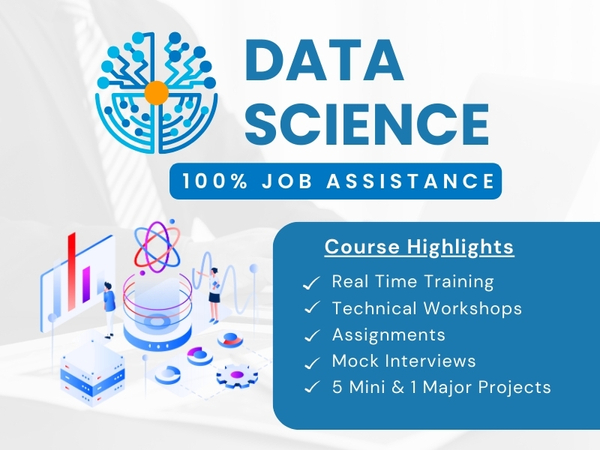 DATA
SCIENCE
100% JOB ASSISTANCE
Course Highlights
Real Time Training
Technical Workshops
Assignments
Mock Interviews
5 Mini & 1 Major Projects